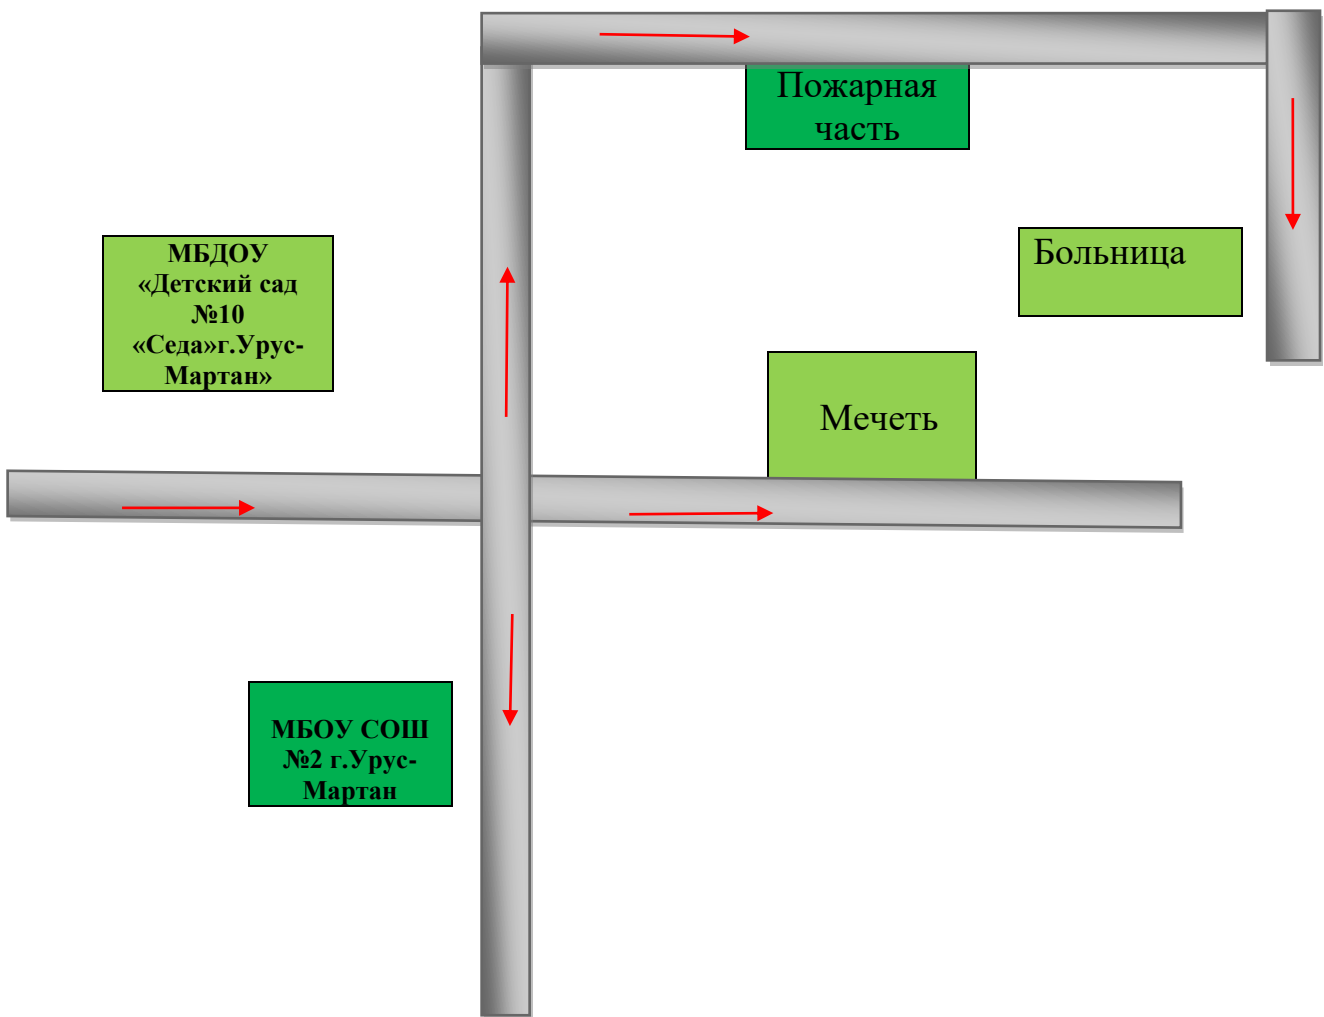 Пожарная
часть
МБДОУ
«Детский сад
№10
«Седа»г.Урус-
Мартан»
Больница
Мечеть
МБОУ СОШ
№2 г.Урус-
Мартан